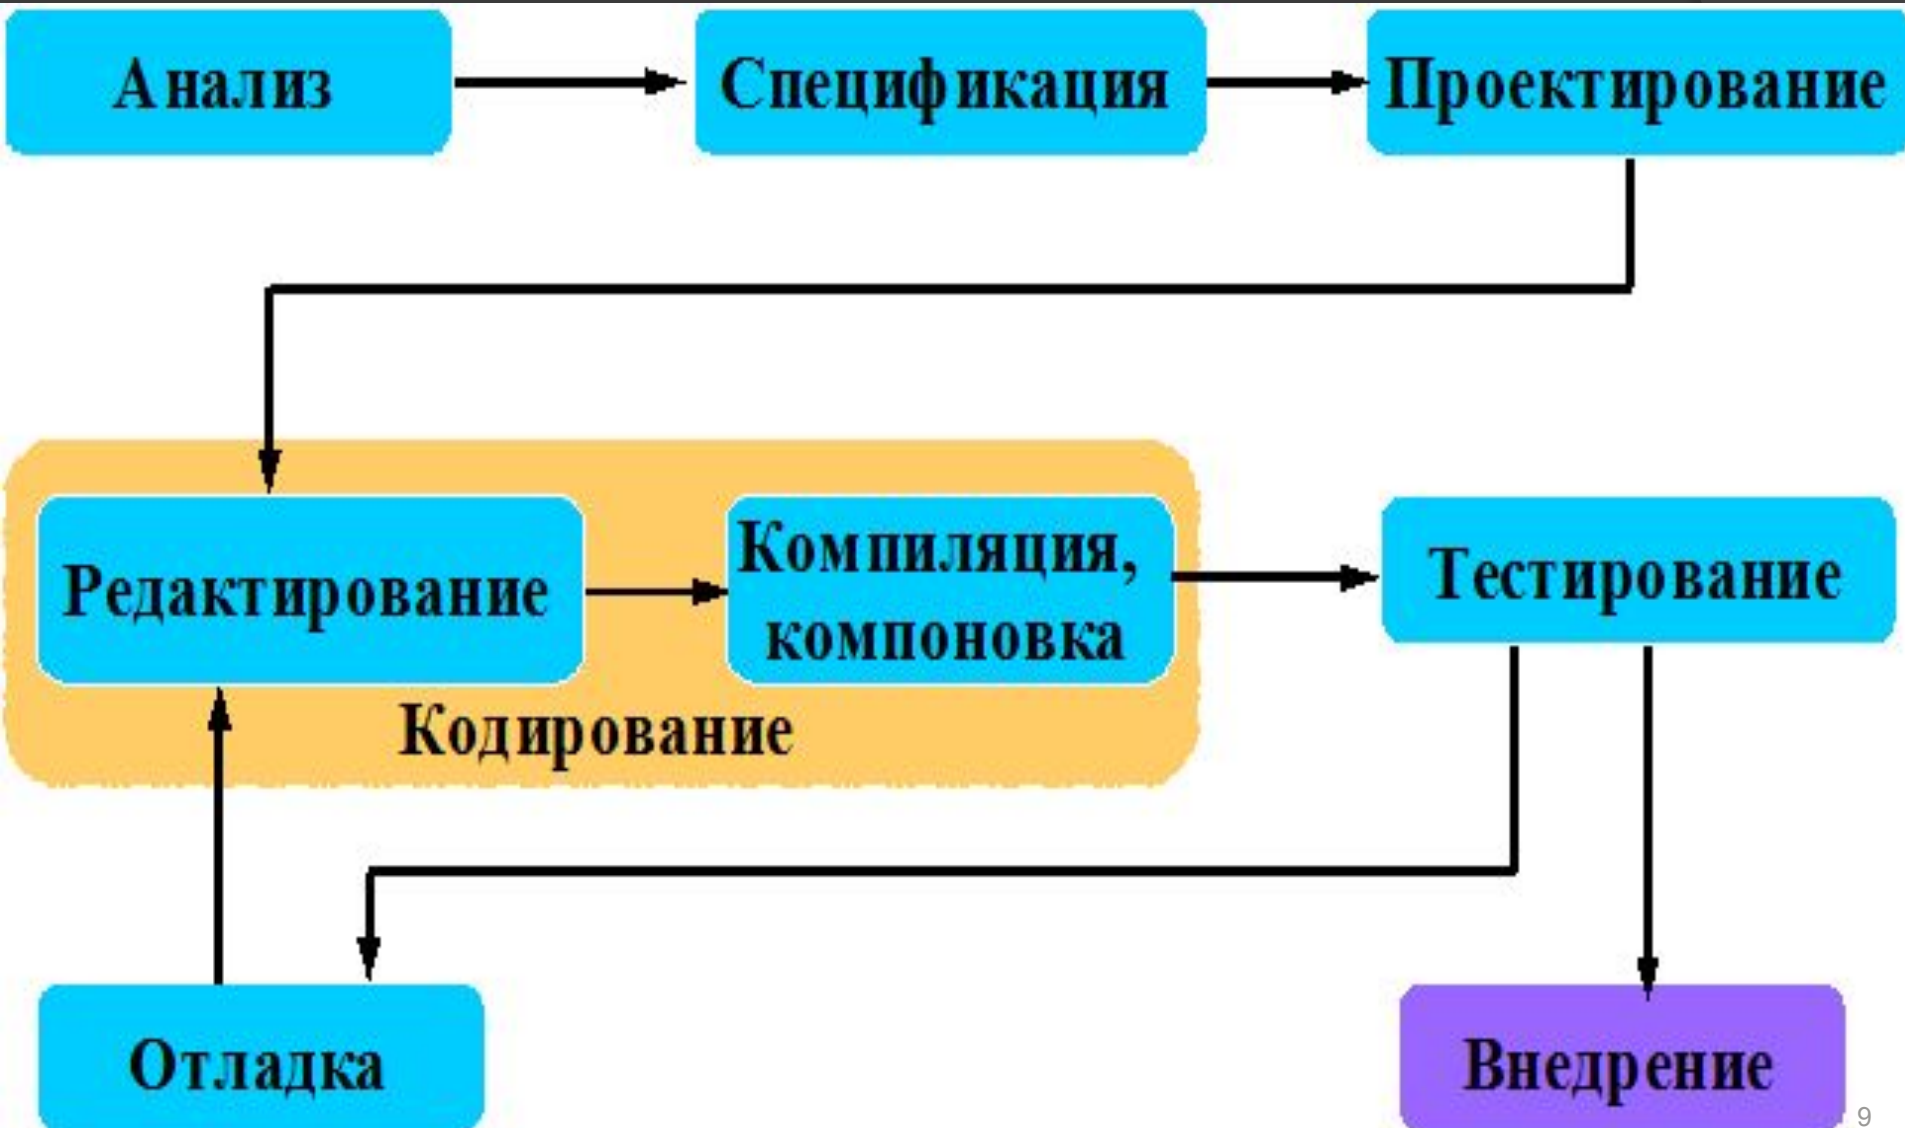 Анализ
Спецификация
Проектирование
Редактирование
Компиляция,
компоновка
Кодирование
Тестирование
Отладка
Внедрение
9